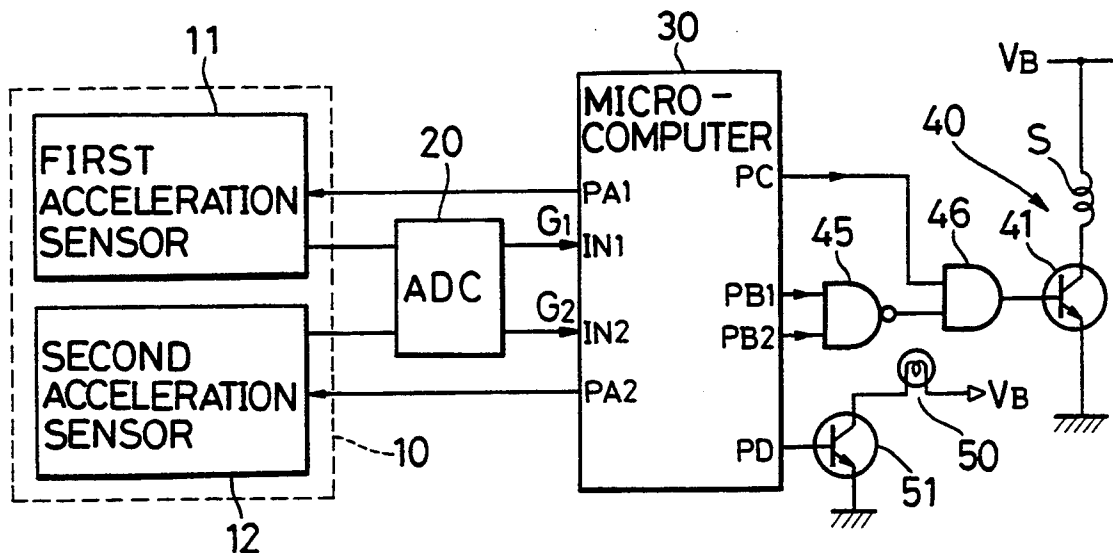 11
FIRST
ACCELERATION
SENSOR
SECOND
ACCELERATION
SENSOR
12
10
20
ADC
G1
G2
30
MICRO-
COMPUTER
PA1
IN1
IN2
PA2
PC
PB1
PB2
PD
45
46
40
41
S
VB
50
VB
51